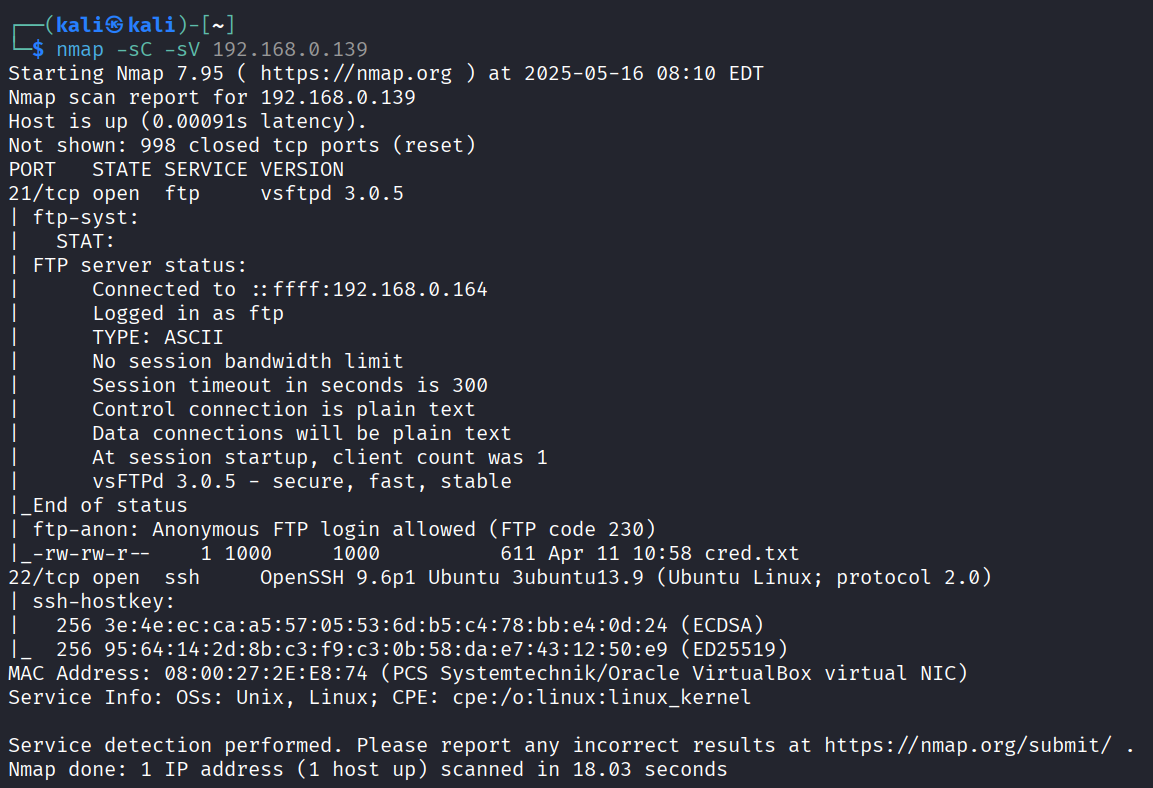 ┌──(kali㉿kali)-[~]
└─$ nmap -sC -sV 192.168.0.139
Starting Nmap 7.95 ( https://nmap.org ) at 2025-05-16 08:10 EDT
Nmap scan report for 192.168.0.139
Host is up (0.00091s latency).
Not shown: 998 closed tcp ports (reset)
PORT   STATE SERVICE VERSION
21/tcp open  ftp     vsftpd 3.0.5
| ftp-syst:
|   STAT:
| FTP server status:
|      Connected to ::ffff:192.168.0.164
|      Logged in as ftp
|      TYPE: ASCII
|      No session bandwidth limit
|      Session timeout in seconds is 300
|      Control connection is plain text
|      Data connections will be plain text
|      At session startup, client count was 1
|      vsFTPd 3.0.5 - secure, fast, stable
|_End of status
| ftp-anon: Anonymous FTP login allowed (FTP code 230)
|_-rw-rw-r--    1 1000     1000          611 Apr 11 10:58 cred.txt
22/tcp open  ssh     OpenSSH 9.6p1 Ubuntu 3ubuntu13.9 (Ubuntu Linux; protocol 2.0)
| ssh-hostkey:
|   256 3e:4e:ec:ca:a5:57:05:53:6d:b5:c4:78:bb:e4:0d:24 (ECDSA)
|_  256 95:64:14:2d:8b:c3:f9:c3:0b:58:da:e7:43:12:50:e9 (ED25519)
MAC Address: 08:00:27:2E:E8:74 (PCS Systemtechnik/Oracle VirtualBox virtual NIC)
Service Info: OSs: Unix, Linux; CPE: cpe:/o:linux:linux_kernel

Service detection performed. Please report any incorrect results at https://nmap.org/submit/ .
Nmap done: 1 IP address (1 host up) scanned in 18.03 seconds